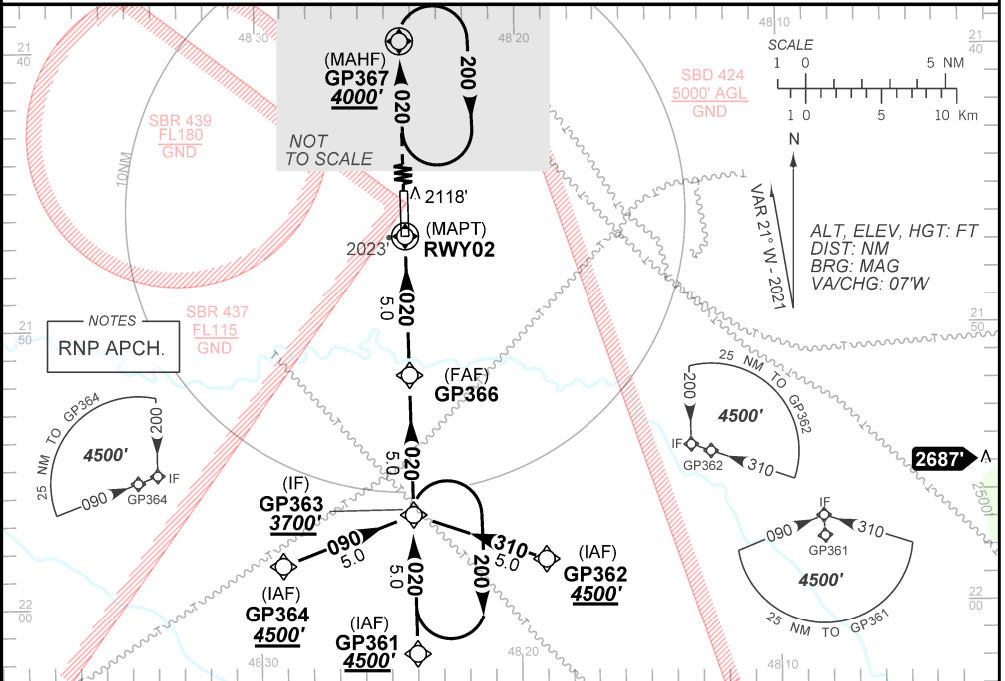 48 30
48 20
48 10
21
40
21
40
(MAHF)
GP367
4000'
020
200
NOT
TO SCALE
SCALE
1 0 5 NM
1 0 5 10 Km
SBD 424
5000' AGL
GND
SBR 439
FL180
GND
10NM
N
VAR 21° W - 2021
ALT, ELEV, HGT: FT
DIST: NM
BRG: MAG
VA/CHG: 07'W
2118'
(MAPT)
RWY02
2023'
020
5.0
SBR 437
FL115
GND
21
50
21
50
NOTES
RNP APCH.
(FAF)
GP366
020
5.0
25 NM TO GP364
200
4500'
IF
090
GP364
25 NM TO GP362
200
4500'
IF
GP362
310
2687'
2500'
(IF)
GP363
3700'
090
5.0
310
5.0
020
5.0
200
(IAF)
GP362
4500'
(IAF)
GP364
4500'
(IAF)
GP361
4500'
IF
090
310
GP361
4500'
25 NM TO GP361
22
00
22
00
48 30
48 20
48 10